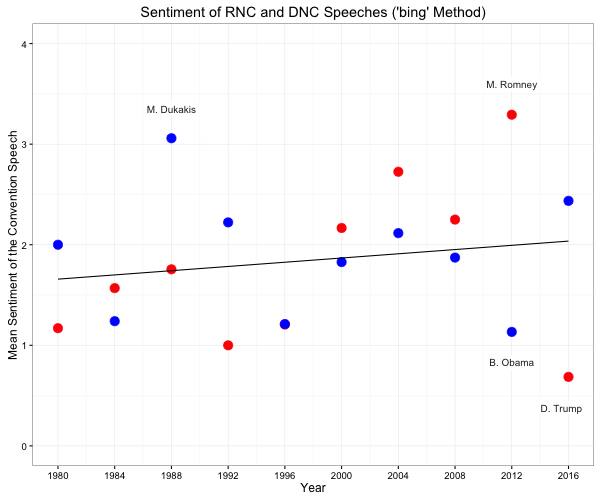 Sentiment of RNC and DNC Speeches ('bing' Method)
Mean Sentiment of the Convention Speech
4
3
2
1
0
M. Dukakis
M. Romney
B. Obama
D. Trump
1980 1984 1988 1992 1996 2000 2004 2008 2012 2016
Year